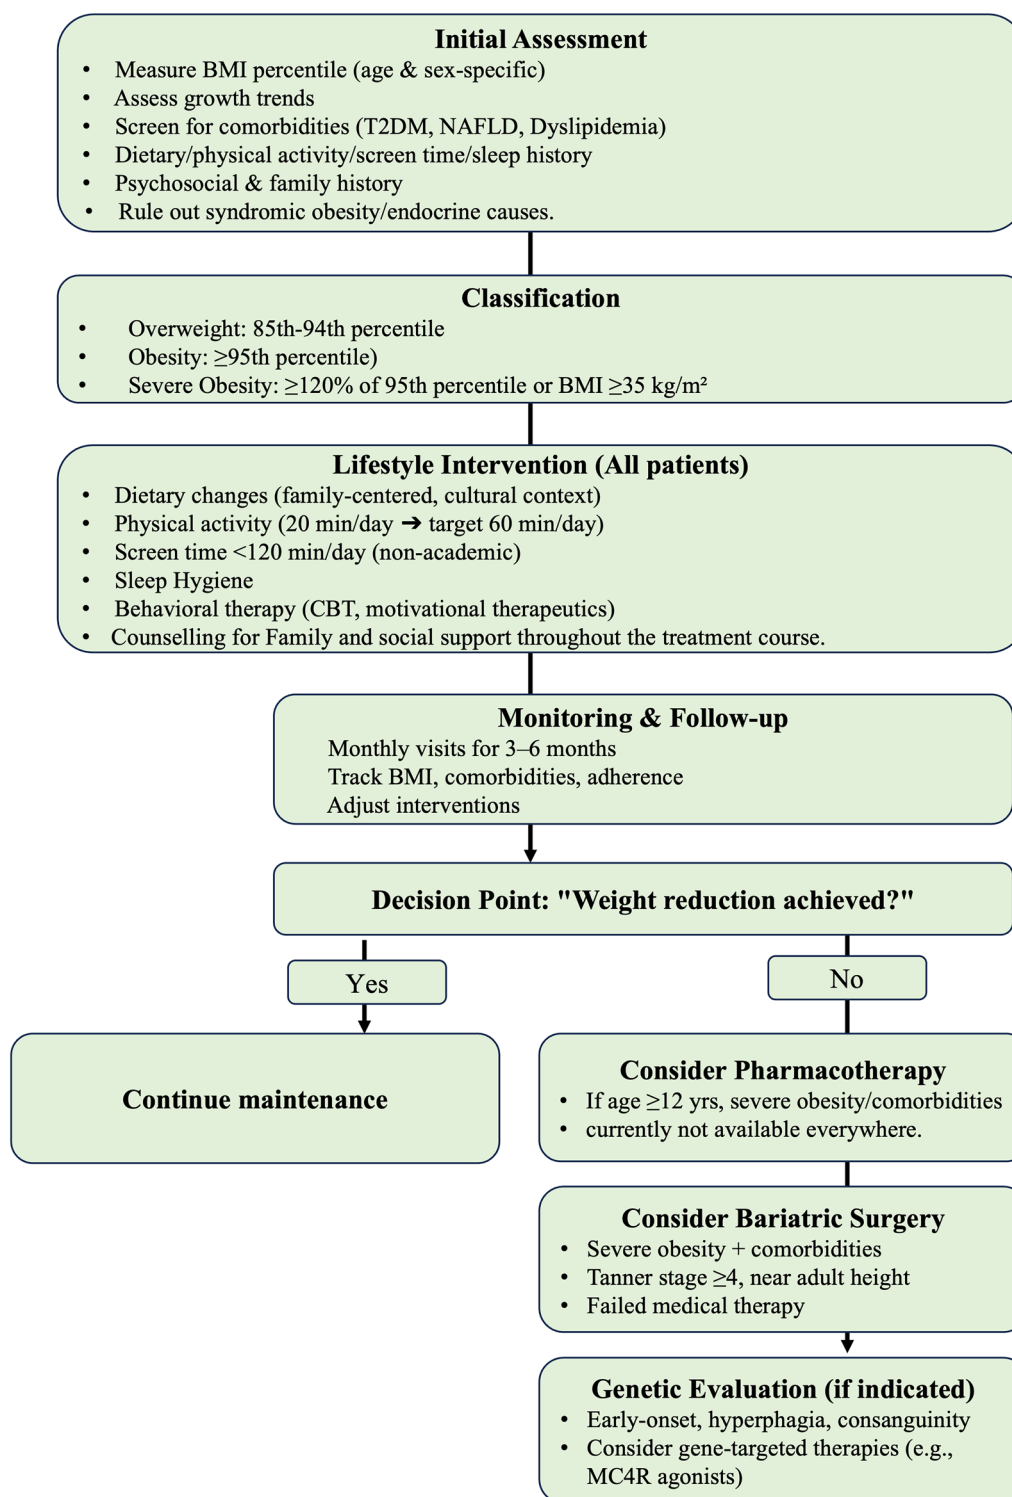 Initial Assessment
• Measure BMI percentile (age & sex-specific)
• Assess growth trends
• Screen for comorbidities (T2DM, NAFLD, Dyslipidemia)
• Dietary/physical activity/screen time/sleep history
• Psychosocial & family history
• Rule out syndromic obesity/endocrine causes.
Classification
• Overweight: 85th-94th percentile
• Obesity: ≥95th percentile)
• Severe Obesity: ≥120% of 95th percentile or BMI ≥35 kg/m²
Lifestyle Intervention (All patients)
• Dietary changes (family-centered, cultural context)
• Physical activity (20 min/day ➔ target 60 min/day)
• Screen time <120 min/day (non-academic)
• Sleep Hygiene
• Behavioral therapy (CBT, motivational therapeutics)
• Counselling for Family and social support throughout the treatment course.
Monitoring & Follow-up
Monthly visits for 3–6 months
Track BMI, comorbidities, adherence
Adjust interventions
Decision Point: "Weight reduction achieved?"
Yes
No
Continue maintenance
Consider Pharmacotherapy
• If age ≥12 yrs, severe obesity/comorbidities
• currently not available everywhere.
Consider Bariatric Surgery
• Severe obesity + comorbidities
• Tanner stage ≥4, near adult height
• Failed medical therapy
Genetic Evaluation (if indicated)
• Early-onset, hyperphagia, consanguinity
• Consider gene-targeted therapies (e.g.,
MC4R agonists)